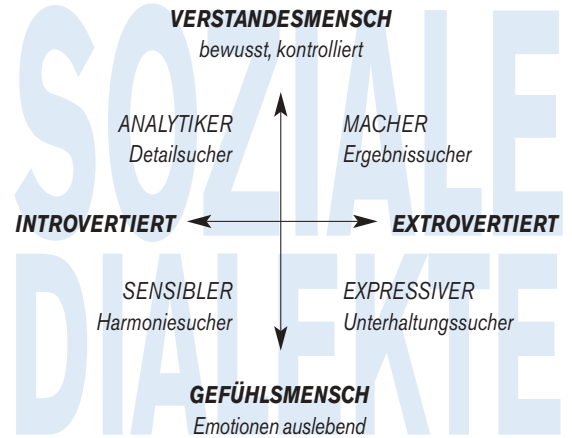 SOZIALE
DIALEKTE
VERSTANDESMENSCH
bewusst, kontrolliert
ANALYTIKER
Detailsucher
MACHER
Ergebnissucher
INTROVERTIERT
EXTROVERTIERT
SENSIBLER
Harmoniesucher
EXPRESSIVER
Unterhaltungssucher
GEFÜHLSMENSCH
Emotionen auslebend